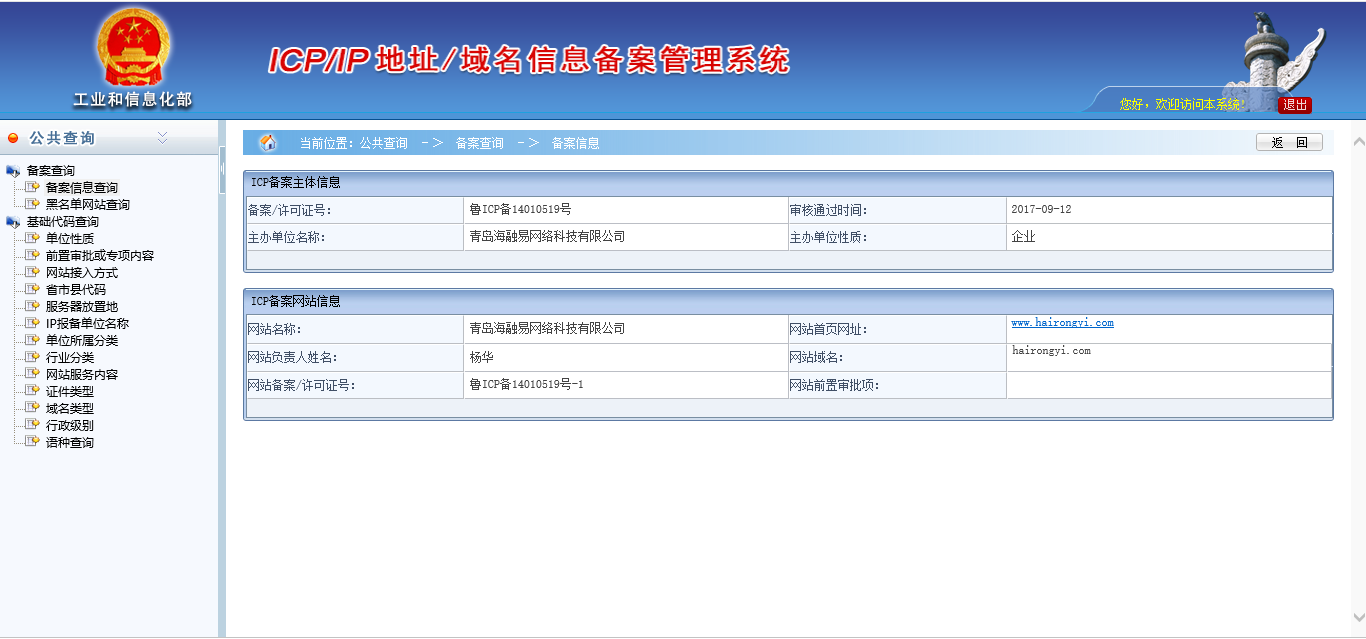 ICP/IP地址/域名信息备案管理系统
工业和信息化部
您好，欢迎访问本系统!
退出
公共查询
备案查询
备案信息查询
黑名单网站查询
基础代码查询
单位性质
前置审批或专项内容
网站接入方式
省市县代码
服务器放置地
IP报备单位名称
单位所属分类
行业分类
网站服务内容
证件类型
域名类型
行政级别
语种查询
当前位置：公共查询 －> 备案查询 －> 备案信息
返 回
ICP备案主体信息
备案/许可证号： 鲁ICP备14010519号 审核通过时间： 2017-09-12
主办单位名称： 青岛海融易网络科技有限公司 主办单位性质： 企业
ICP备案网站信息
网站名称： 青岛海融易网络科技有限公司 网站首页网址： www.hairongyi.com
网站负责人姓名： 杨华 网站域名： hairongyi.com
网站备案/许可证号： 鲁ICP备14010519号-1 网站前置审批项：